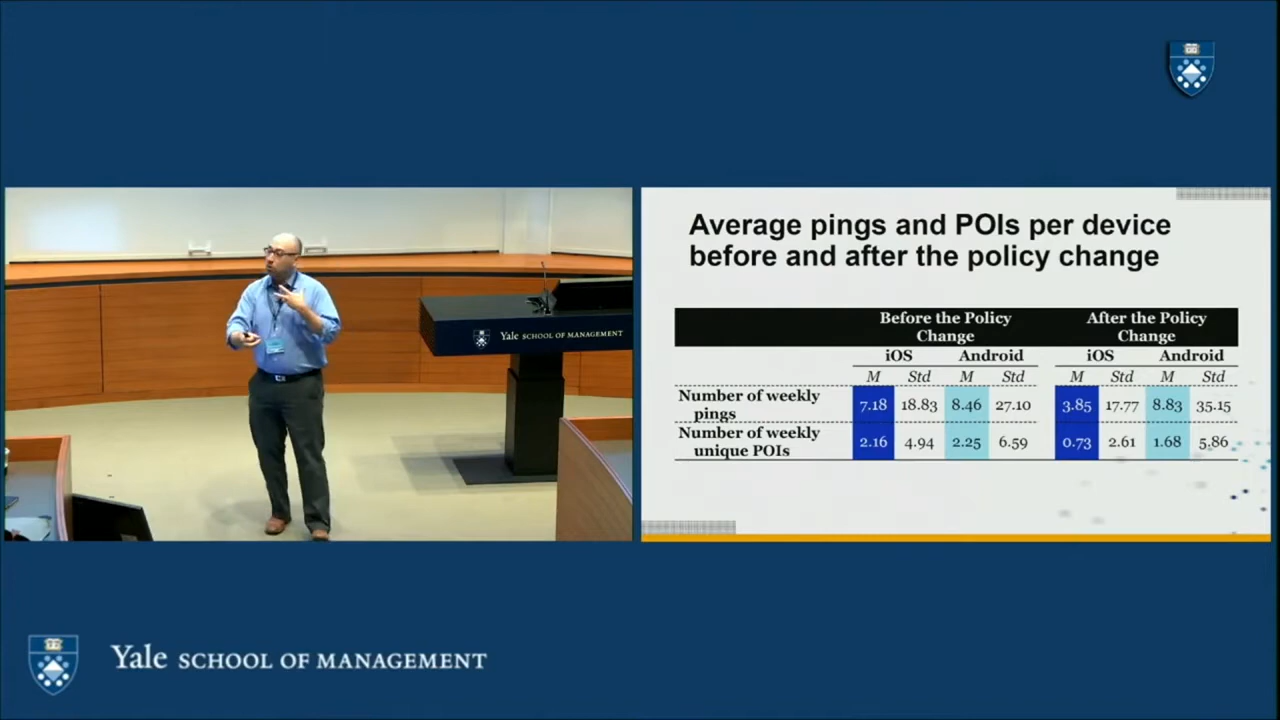 Yale SCHOOL OF MANAGEMENT
Average pings and POIs per device
before and after the policy change
Before the Policy Change After the Policy Change
iOS Android iOS Android
M Std M Std M Std M Std
Number of weekly pings 7.18 18.83 8.46 27.10 3.85 17.77 8.83 35.15
Number of weekly unique POIs 2.16 4.94 2.25 6.59 0.73 2.61 1.68 5.86
Yale SCHOOL OF MANAGEMENT